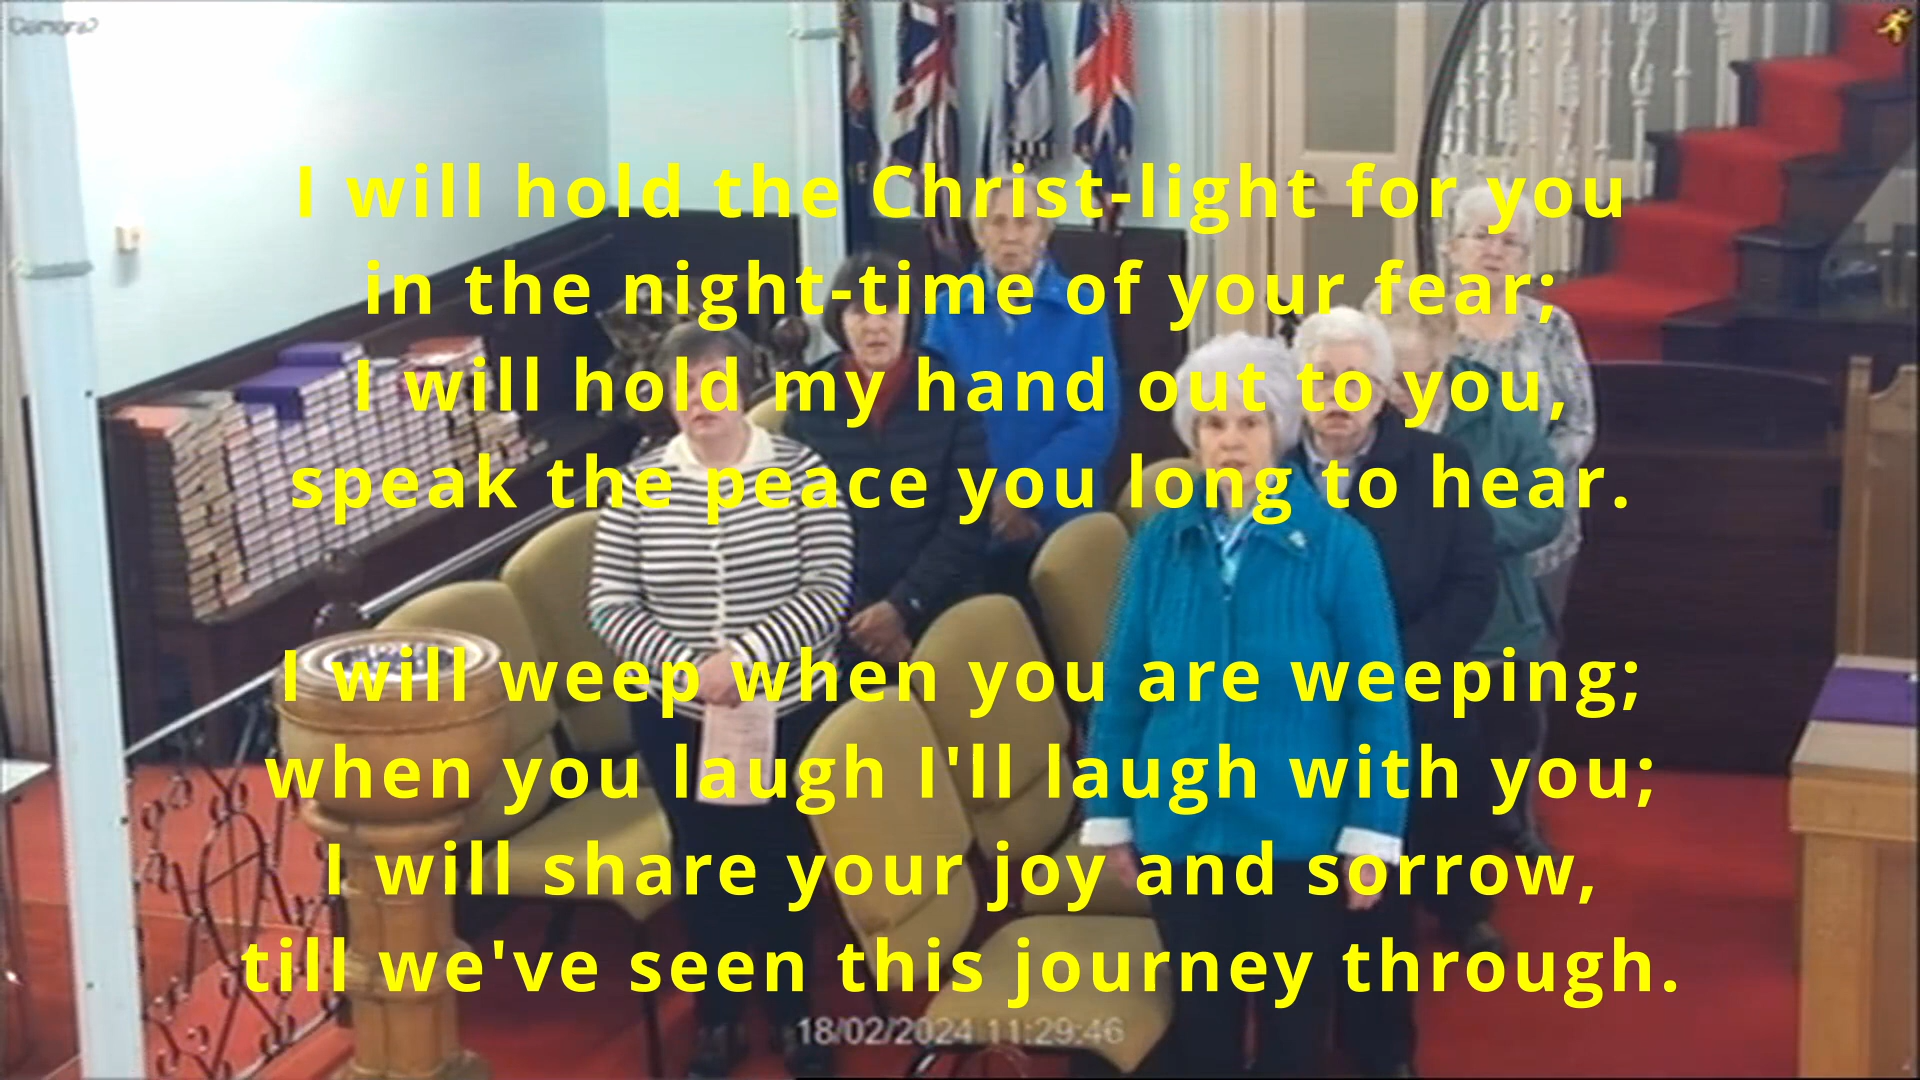 Camera2
I will hold the Christ-light for you
in the night-time of your fear;
I will hold my hand out to you,
speak the peace you long to hear.
I will weep when you are weeping;
when you laugh I'll laugh with you;
I will share your joy and sorrow,
till we've seen this journey through.
18/02/2024 11:29:46